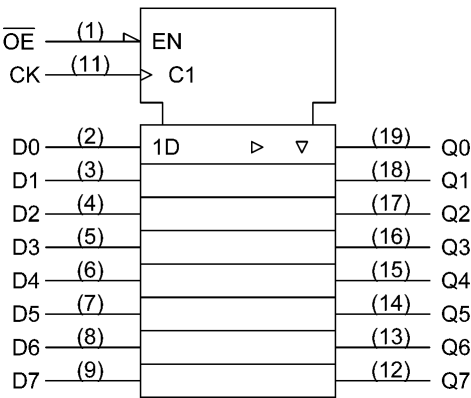 O̅E̅ (1) EN
CK (11) C1
D0 (2) 1D (19) Q0
D1 (3) (18) Q1
D2 (4) (17) Q2
D3 (5) (16) Q3
D4 (6) (15) Q4
D5 (7) (14) Q5
D6 (8) (13) Q6
D7 (9) (12) Q7